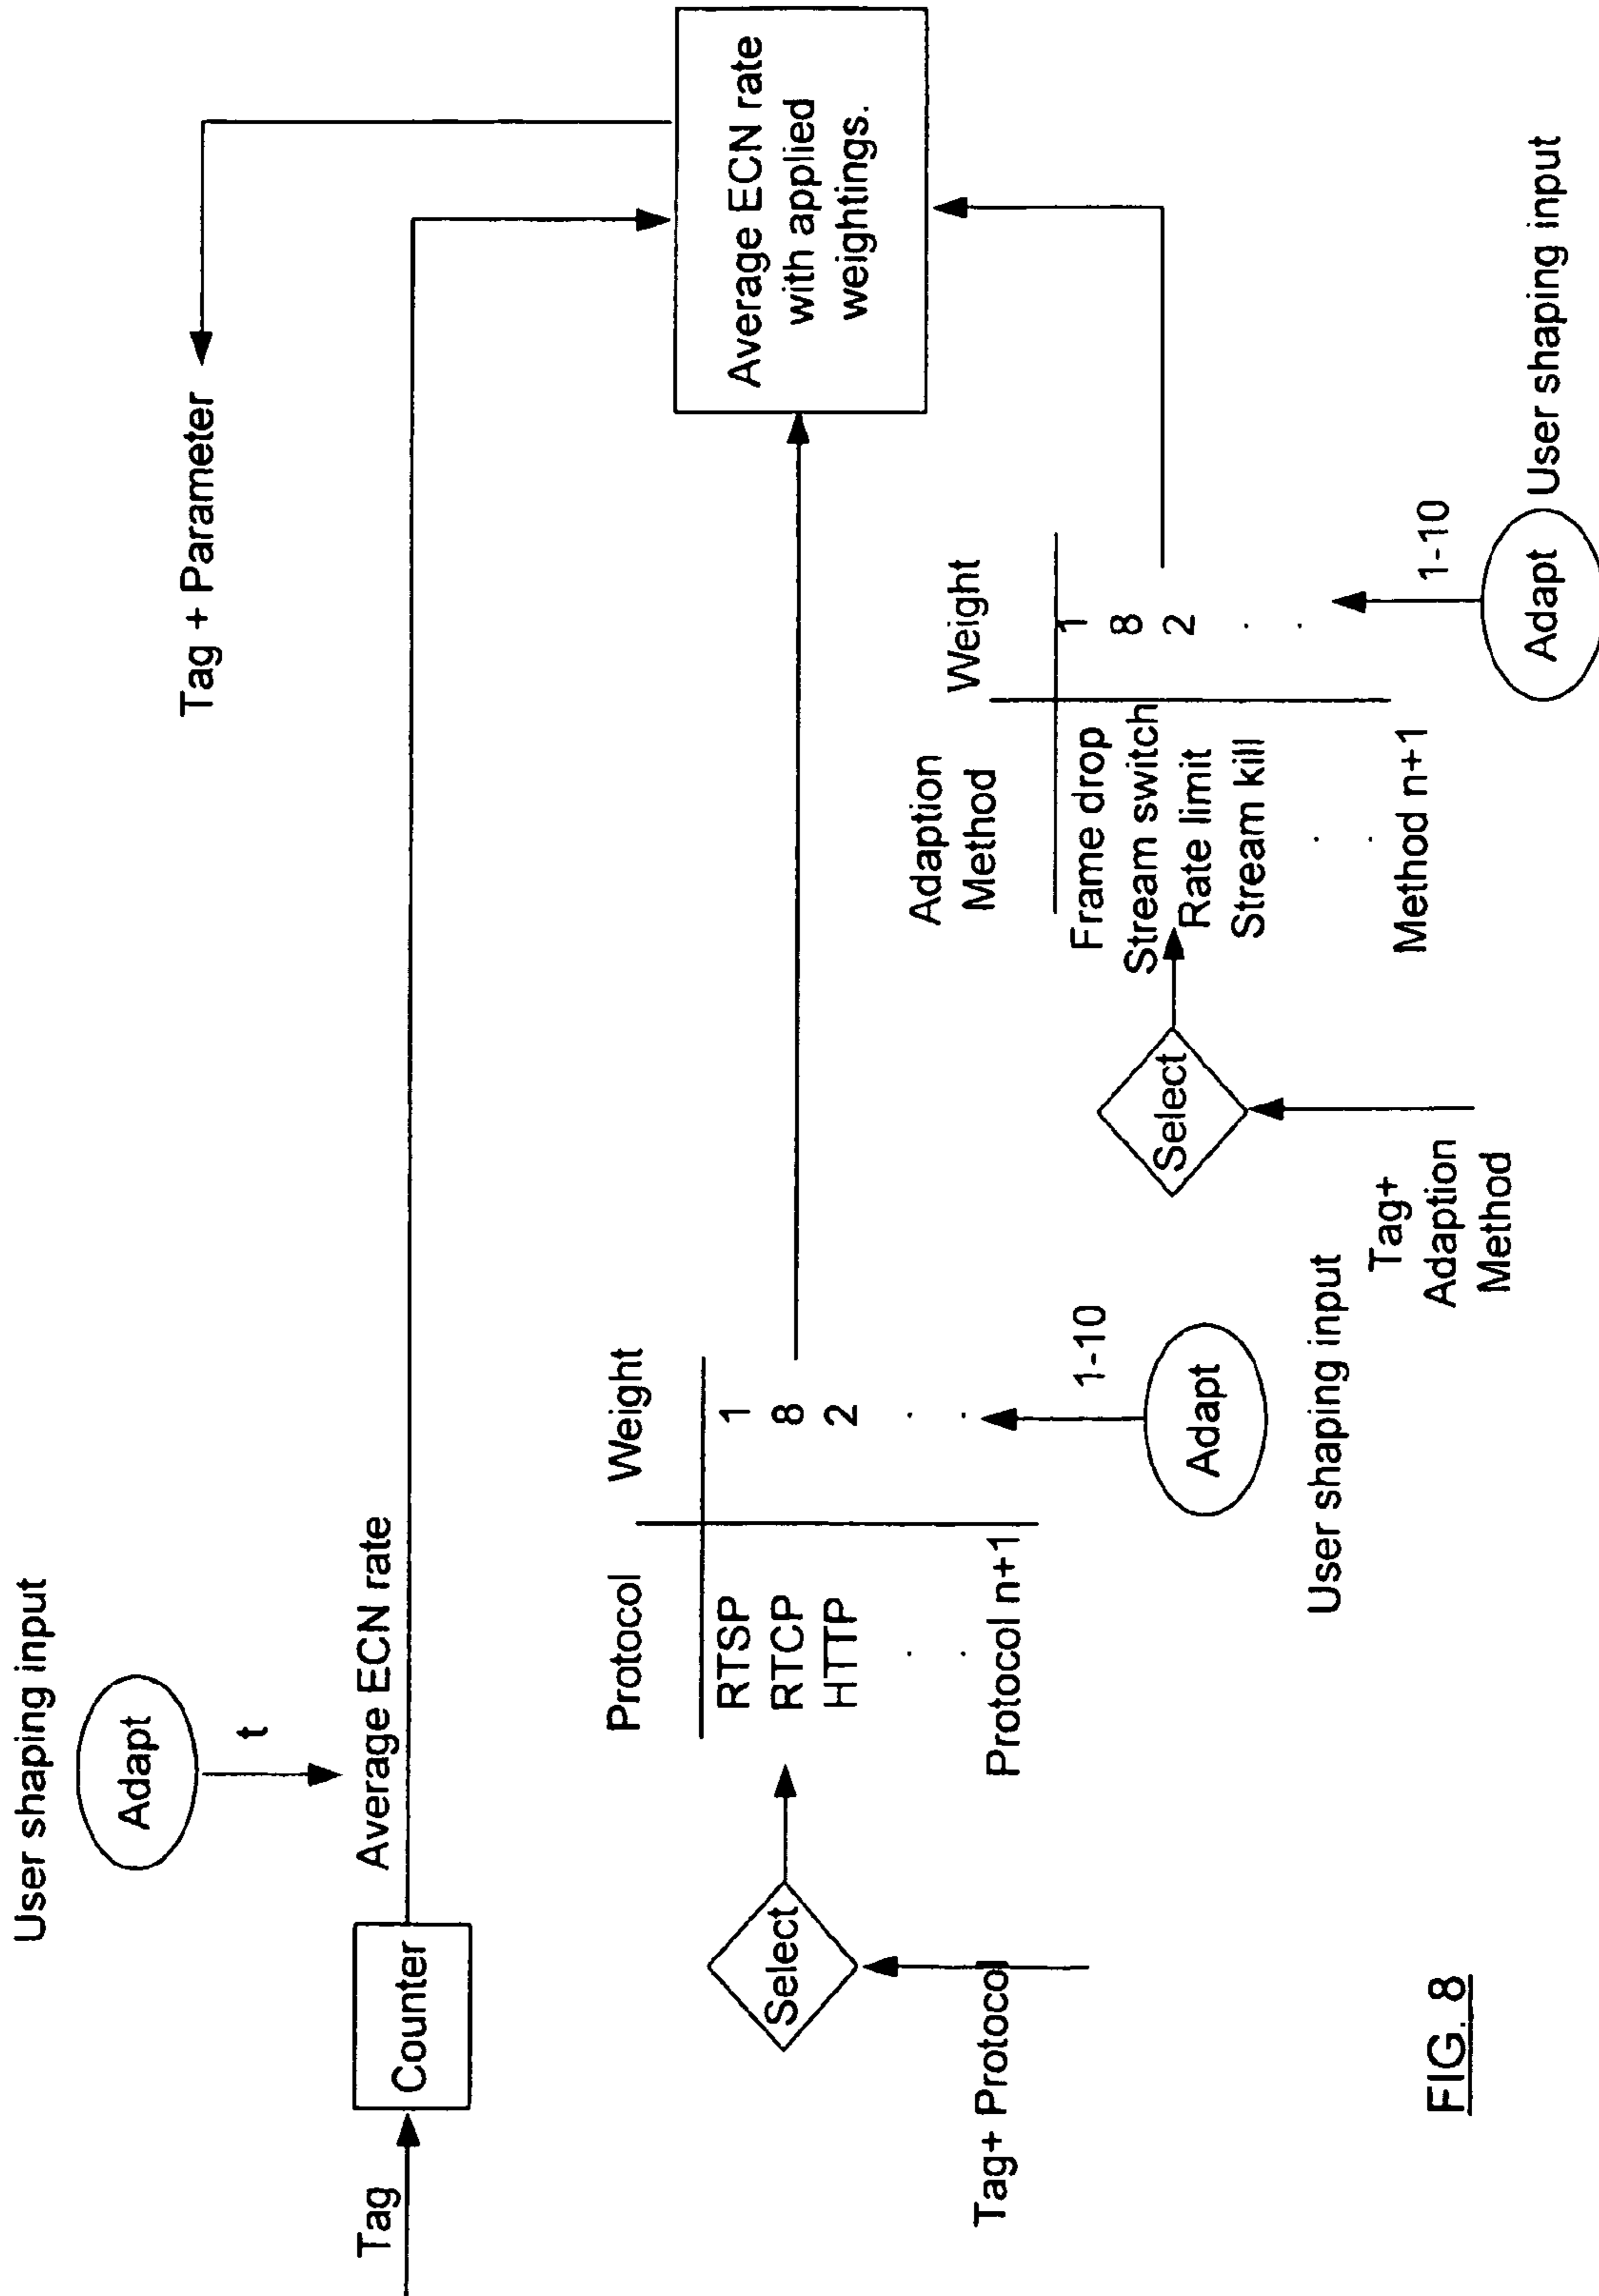 User shaping input
Adapt
t
Tag
Counter
Average ECN rate
Tag + Parameter
Average ECN rate
with applied
weightings.
Tag+ Protocol
Select
Protocol Weight
RTSP 1
RTCP 8
HTTP 2
. .
. .
Protocol n+1
1-10
Adapt
User shaping input
Tag+
Adaption
Method
Select
Adaption
Method
Weight
Frame drop 1
Stream switch 8
Rate limit 2
Stream kill .
. .
.
Method n+1
1-10
Adapt
User shaping input
FIG. 8